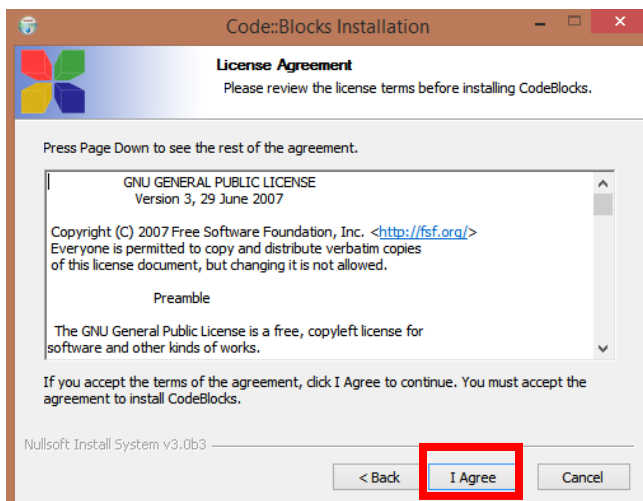 Code::Blocks Installation
License Agreement
Please review the license terms before installing CodeBlocks.
Press Page Down to see the rest of the agreement.
GNU GENERAL PUBLIC LICENSE
Version 3, 29 June 2007
Copyright (C) 2007 Free Software Foundation, Inc. <http://fsf.org/>
Everyone is permitted to copy and distribute verbatim copies
of this license document, but changing it is not allowed.
Preamble
The GNU General Public License is a free, copyleft license for
software and other kinds of works.
If you accept the terms of the agreement, click I Agree to continue. You must accept the
agreement to install CodeBlocks.
Nullsoft Install System v3.0b3
< Back I Agree Cancel